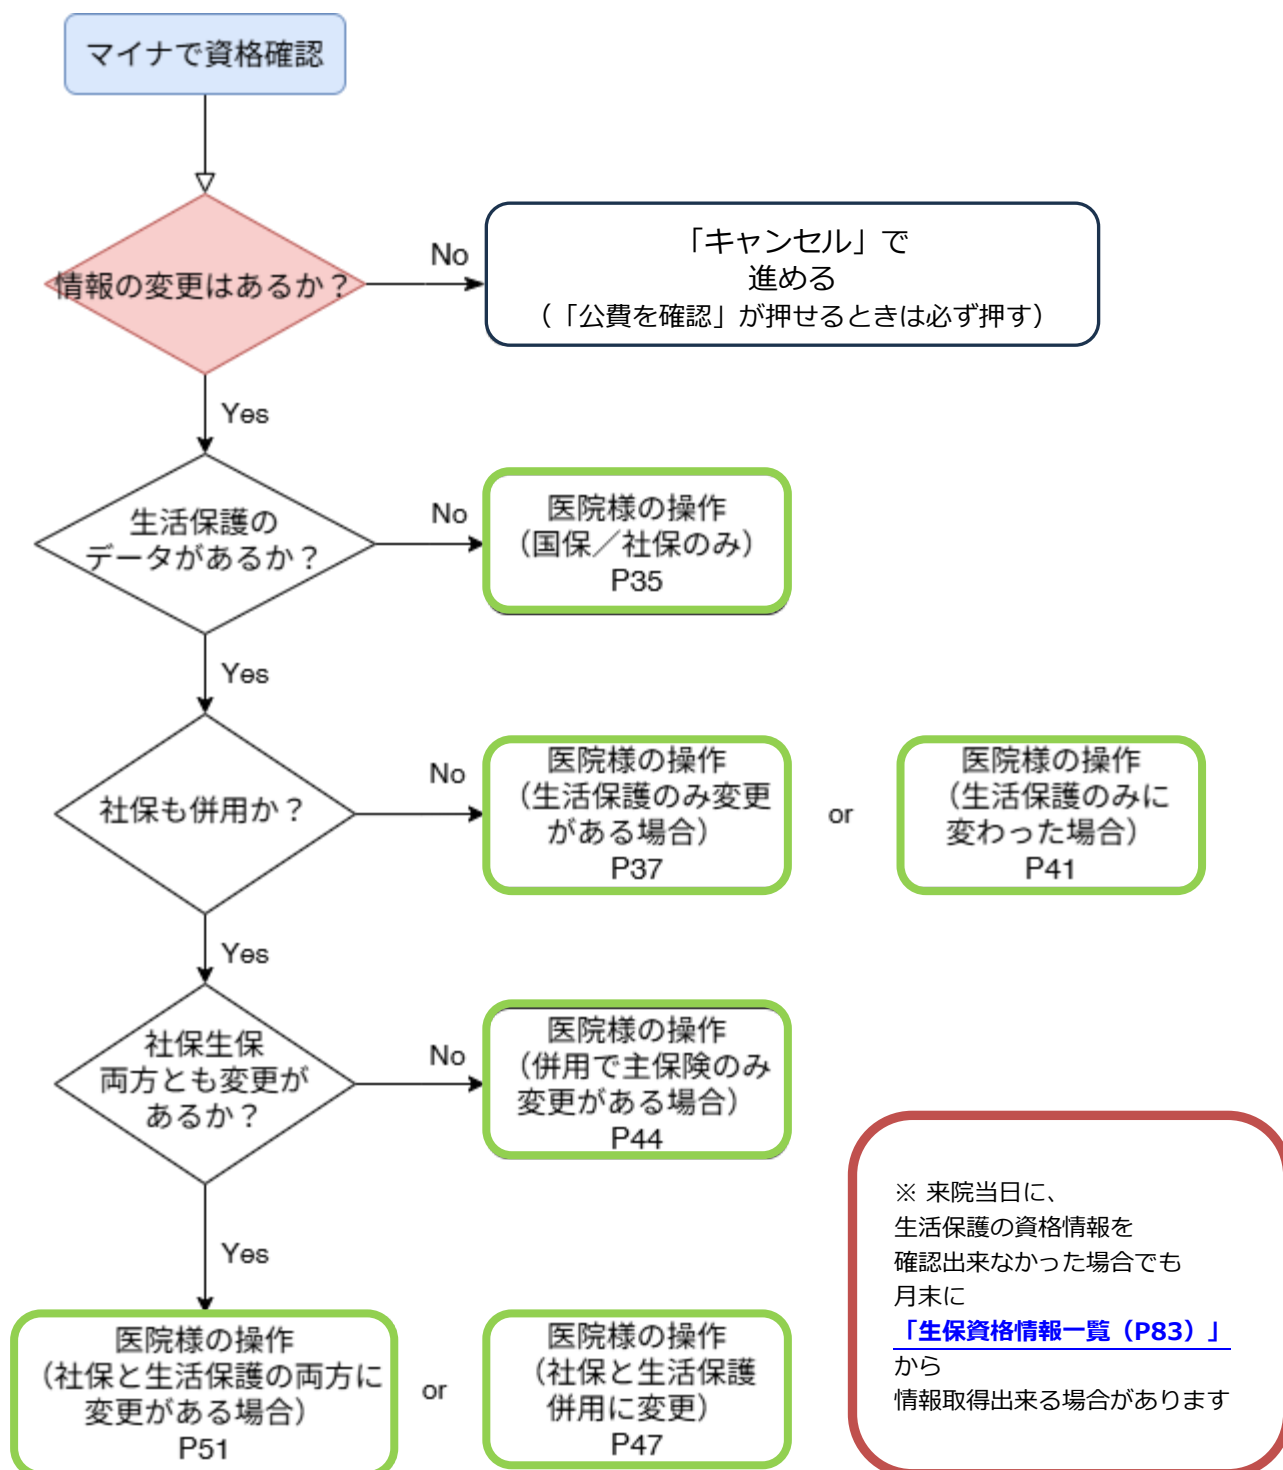 マイナで資格確認
情報の変更はあるか？
No
「キャンセル」で
進める
（「公費を確認」が押せるときは必ず押す）
Yes
生活保護の
データがあるか？
No
医院様の操作
（国保／社保のみ）
P35
Yes
社保も併用か？
No
医院様の操作
（生活保護のみ変更
がある場合）
P37
or
医院様の操作
（生活保護のみに
変わった場合）
P41
Yes
社保生保
両方とも変更が
あるか？
No
医院様の操作
（併用で主保険のみ
変更がある場合）
P44
Yes
医院様の操作
（社保と生活保護の両方に
変更がある場合）
P51
or
医院様の操作
（社保と生活保護
併用に変更）
P47
※ 来院当日に、
生活保護の資格情報を
確認出来なかった場合でも
月末に
「生保資格情報一覧（P83）」
から
情報取得出来る場合があります